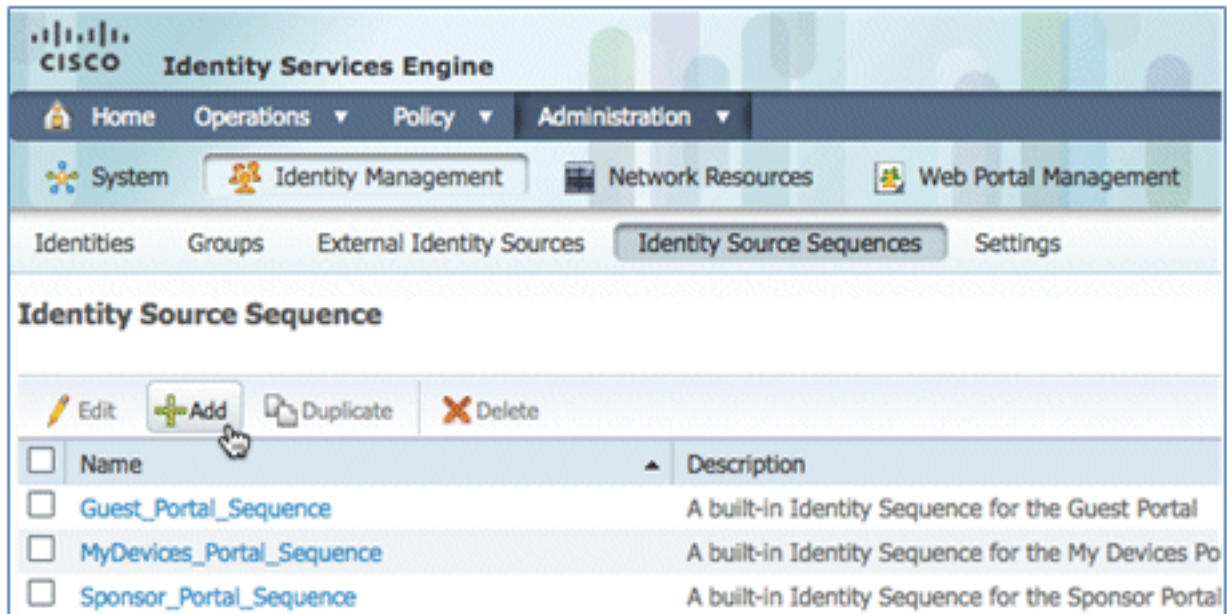 CISCO Identity Services Engine
Home Operations Policy Administration
System Identity Management Network Resources Web Portal Management
Identities Groups External Identity Sources Identity Source Sequences Settings
Identity Source Sequence
Edit Add Duplicate Delete
Name Description
Guest_Portal_Sequence A built-in Identity Sequence for the Guest Portal
MyDevices_Portal_Sequence A built-in Identity Sequence for the My Devices Po
Sponsor_Portal_Sequence A built-in Identity Sequence for the Sponsor Portal